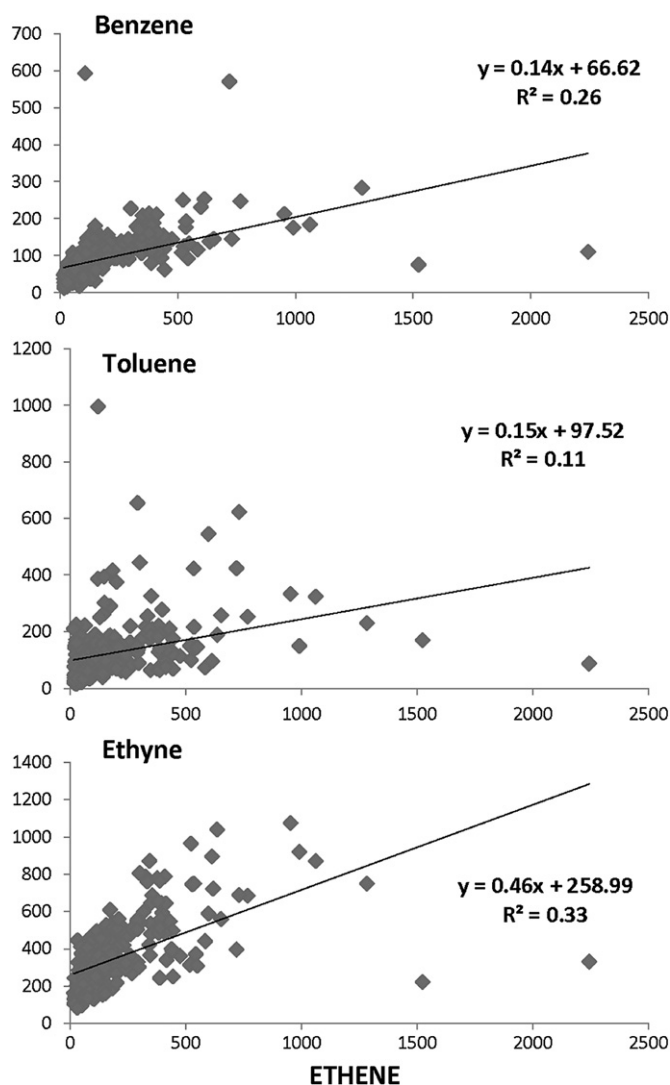 Benzene
700
600
500
400
300
200
100
0
y = 0.14x + 66.62
R² = 0.26
0 500 1000 1500 2000 2500
Toluene
1200
1000
800
600
400
200
0
y = 0.15x + 97.52
R² = 0.11
0 500 1000 1500 2000 2500
Ethyne
1400
1200
1000
800
600
400
200
0
y = 0.46x + 258.99
R² = 0.33
0 500 1000 1500 2000 2500
ETHENE